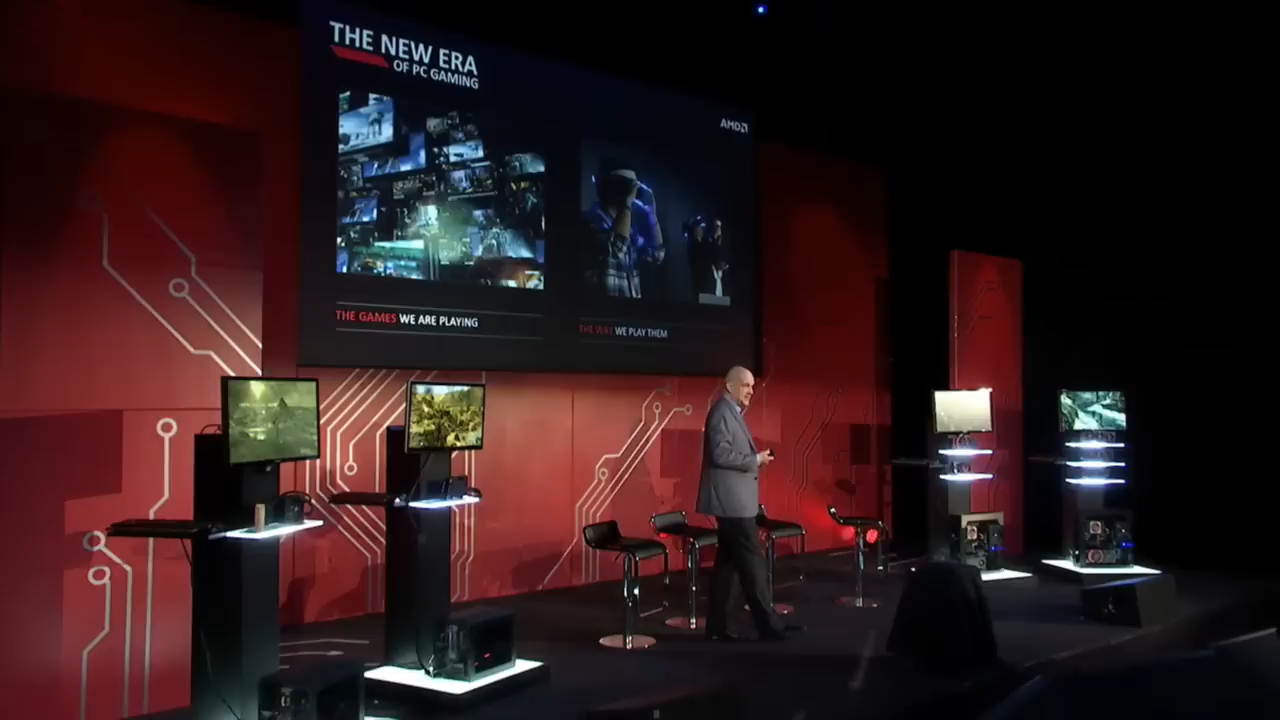 THE NEW ERA
OF PC GAMING
AMD
THE GAMES WE ARE PLAYING
THE WAY WE PLAY THEM